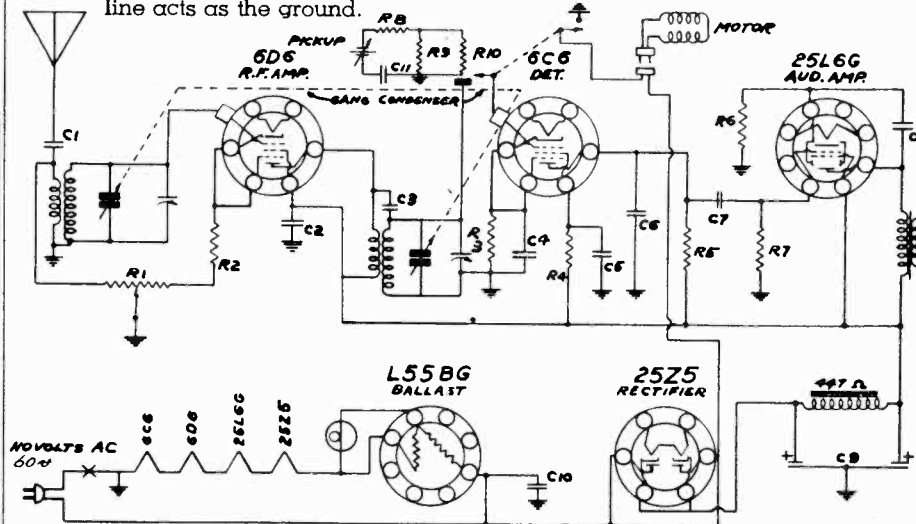 line acts as the ground.
PICKUP
R8
R9
R10
C11
MOTOR
6D6
R.F. AMP.
6C6
DET.
25L6G
AUD. AMP.
GANG CONDENSER
C1
R6
C
C3
C2
R3
C4
C6
C7
R2
R4
C5
R5
R7
R1
L55BG
BALLAST
25Z5
RECTIFIER
447 Ω
110 VOLTS AC
60~
6C6
6D6
25L6G
25Z5
C10
+
C9
+